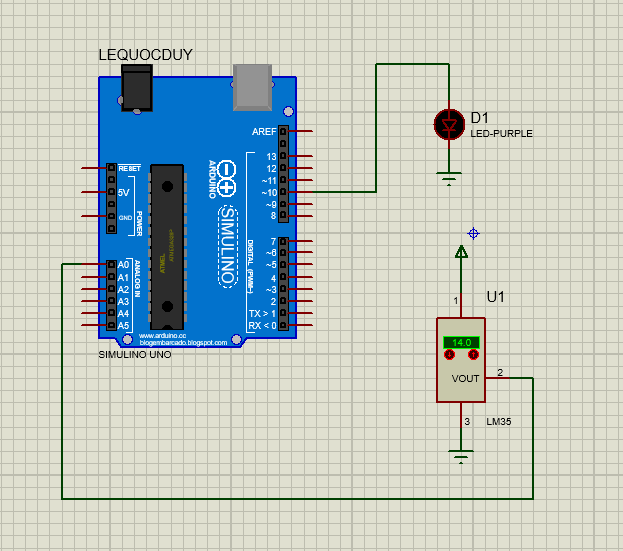 LEQUOCDUY
D1
LED-PURPLE
AREF
RESET
5V
GND
POWER
13
12
~11
~10
~9
8
ARDUINO
SIMULINO
ATMEL
DIGITAL (PWM~)
7
~6
~5
4
~3
2
TX > 1
RX < 0
A0
A1
A2
A3
A4
A5
ANALOG IN
www.arduino.cc
blogembarcado.blogspot.com
SIMULINO UNO
1
U1
14.0
VOUT
2
3
LM35